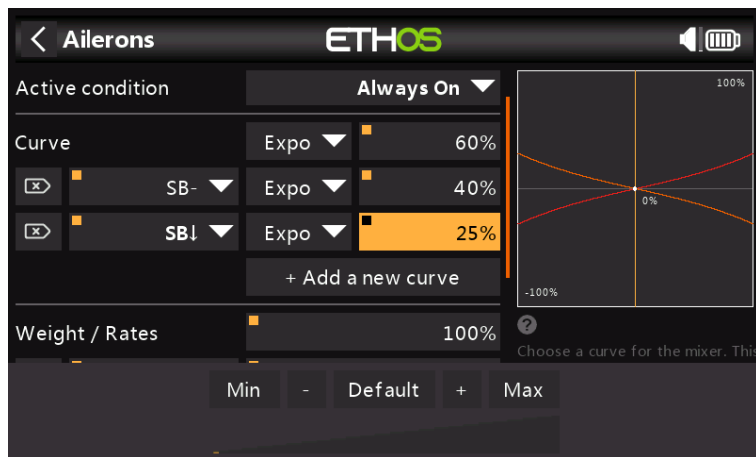 Ailerons
ETHOS
Active condition
Always On
Curve
Expo
60%
SB-
Expo
40%
SB↓
Expo
25%
+ Add a new curve
Weight / Rates
100%
100%
0%
-100%
?
Choose a curve for the mixer. This
Min
-
Default
+
Max